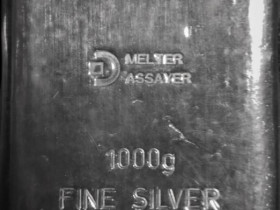 MELTER
ASSAYER
1000g
FINE SILVER